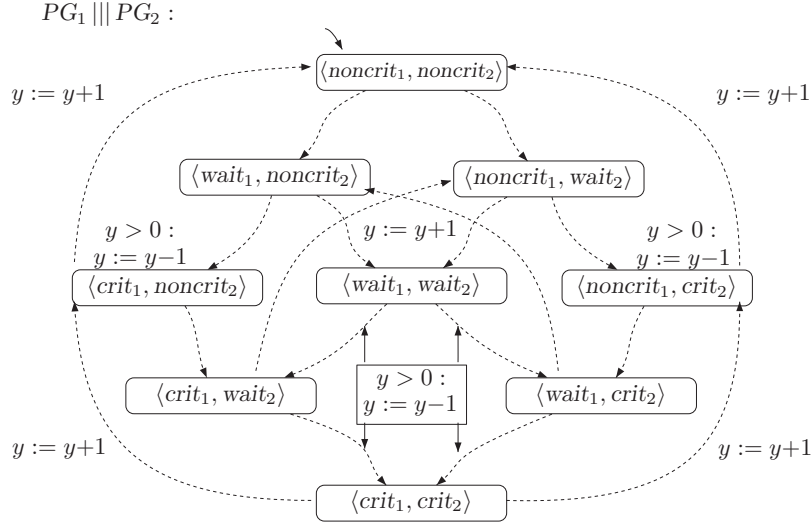 PG₁ ||| PG₂ :
⟨noncrit₁, noncrit₂⟩
y := y+1
y := y+1
⟨wait₁, noncrit₂⟩
⟨noncrit₁, wait₂⟩
y > 0 :
y := y−1
y := y+1
y > 0 :
y := y−1
⟨crit₁, noncrit₂⟩
⟨wait₁, wait₂⟩
⟨noncrit₁, crit₂⟩
⟨crit₁, wait₂⟩
y > 0 :
y := y−1
⟨wait₁, crit₂⟩
y := y+1
y := y+1
⟨crit₁, crit₂⟩